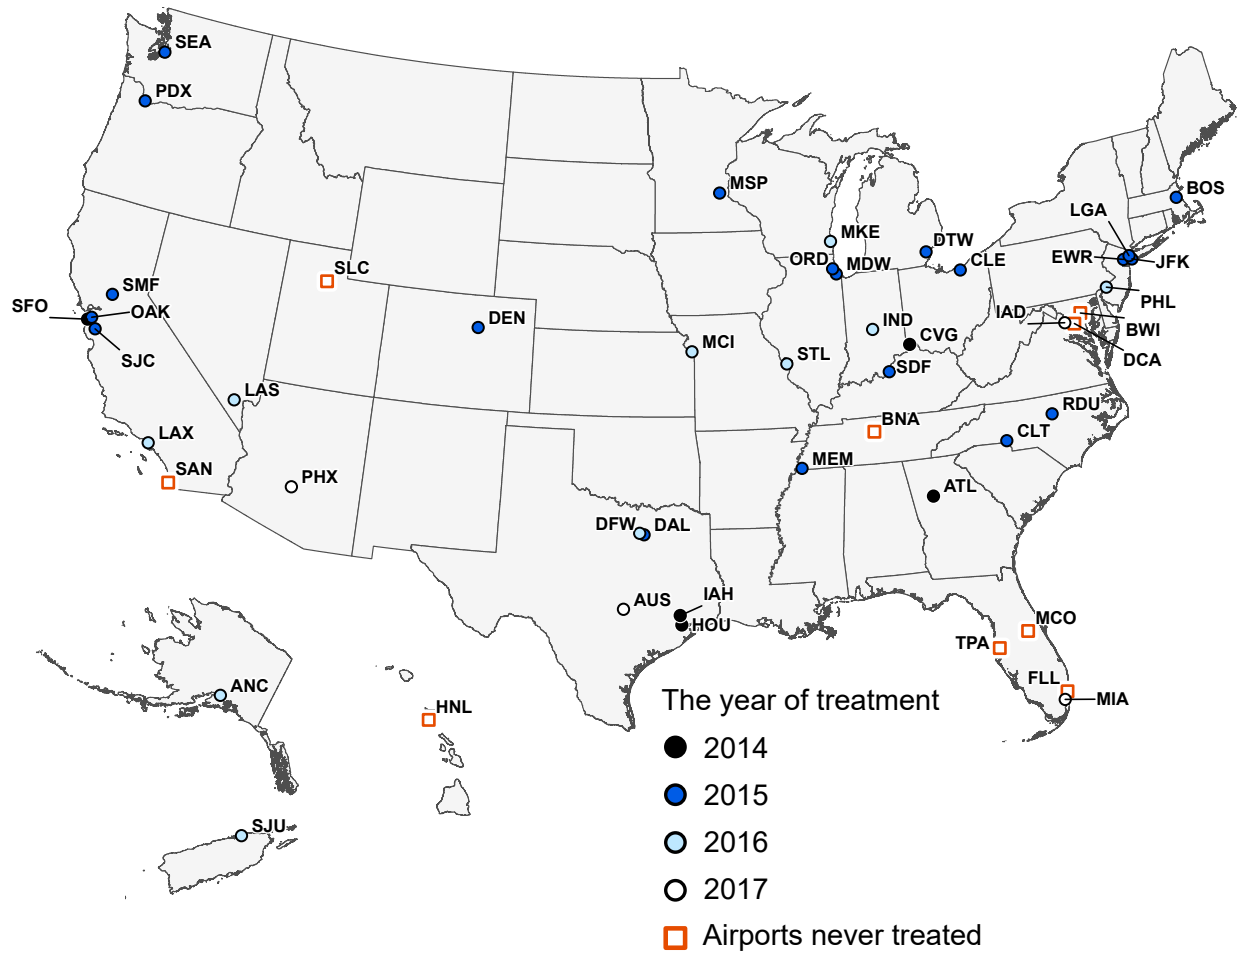 SEA
PDX
MSP
BOS
LGA
MKE
DTW
ORD
MDW
CLE
EWR
JFK
SLC
SMF
SFO
OAK
PHL
IAD
BWI
DEN
IND
CVG
SJC
MCI
STL
SDF
DCA
LAS
RDU
BNA
CLT
LAX
MEM
SAN
PHX
ATL
DFW
DAL
AUS
IAH
HOU
MCO
TPA
FLL
ANC
MIA
HNL
SJU
The year of treatment
2014
2015
2016
2017
Airports never treated